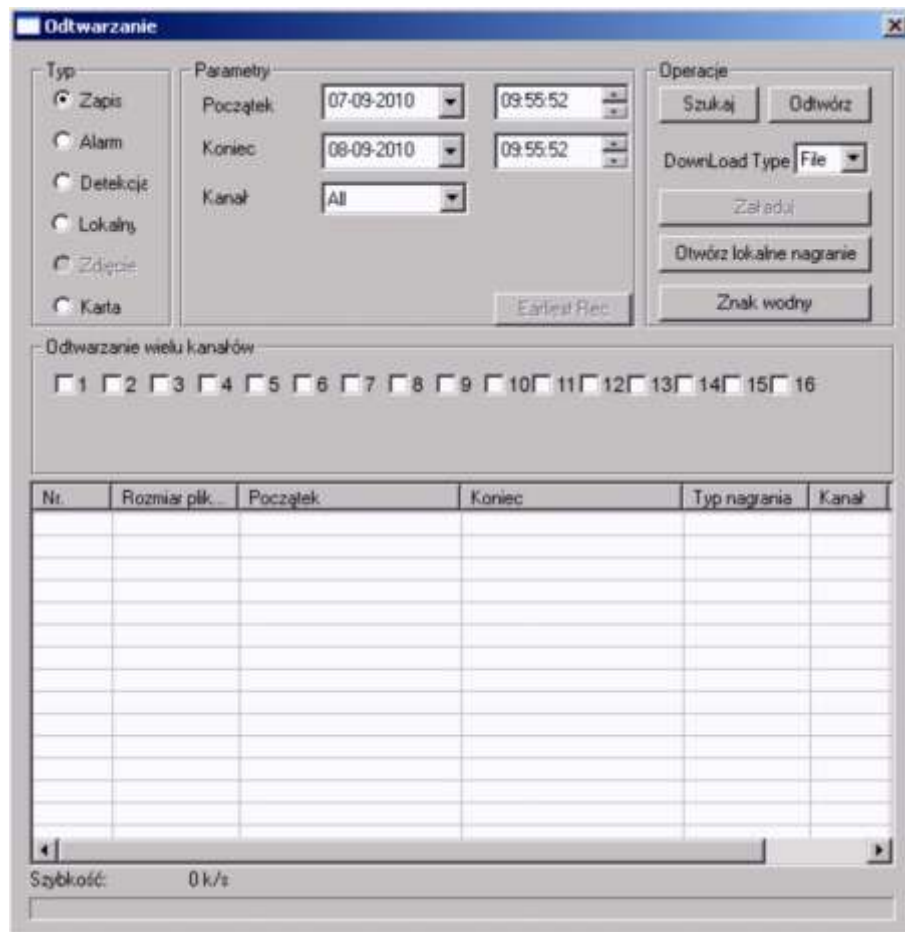 Odtwarzanie
Typ
Zapis
Alarm
Detekcja
Lokalny
Zdjęcie
Karta
Parametry
Początek 07-09-2010 09:55:52
Koniec 08-09-2010 09:55:52
Kanał All
Earliest Rec
Operacje
Szukaj Odtwórz
DownLoad Type File
Załaduj
Otwórz lokalne nagranie
Znak wodny
Odtwarzanie wielu kanałów
1 2 3 4 5 6 7 8 9 10 11 12 13 14 15 16
Nr. Rozmiar plik... Początek Koniec Typ nagrania Kanał
Szybkość: 0 k/s